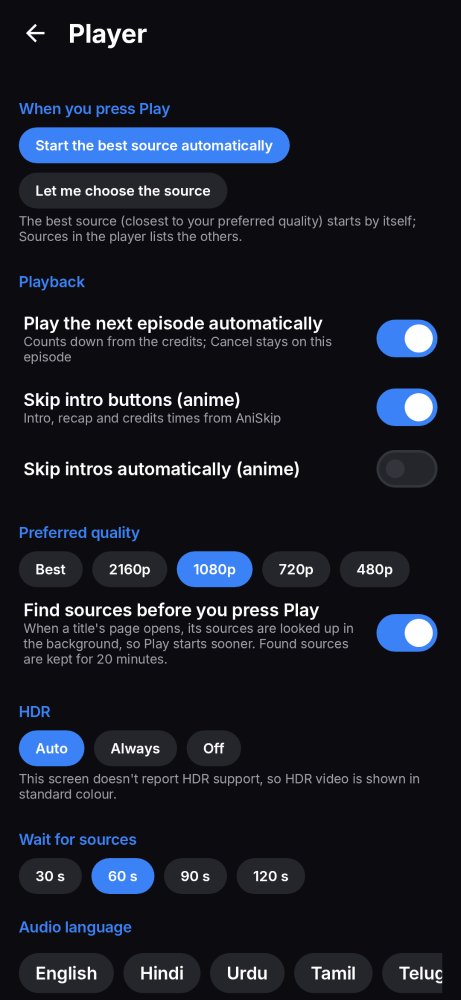 Player
When you press Play
Start the best source automatically
Let me choose the source
The best source (closest to your preferred quality) starts by itself;
Sources in the player lists the others.
Playback
Play the next episode automatically
Counts down from the credits; Cancel stays on this
episode
Skip intro buttons (anime)
Intro, recap and credits times from AniSkip
Skip intros automatically (anime)
Preferred quality
Best 2160p 1080p 720p 480p
Find sources before you press Play
When a title's page opens, its sources are looked up in
the background, so Play starts sooner. Found sources
are kept for 20 minutes.
HDR
Auto Always Off
This screen doesn't report HDR support, so HDR video is shown in
standard colour.
Wait for sources
30 s 60 s 90 s 120 s
Audio language
English Hindi Urdu Tamil Telug